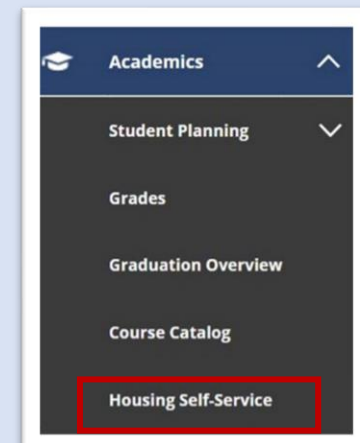 Academics
Student Planning
Grades
Graduation Overview
Course Catalog
Housing Self-Service